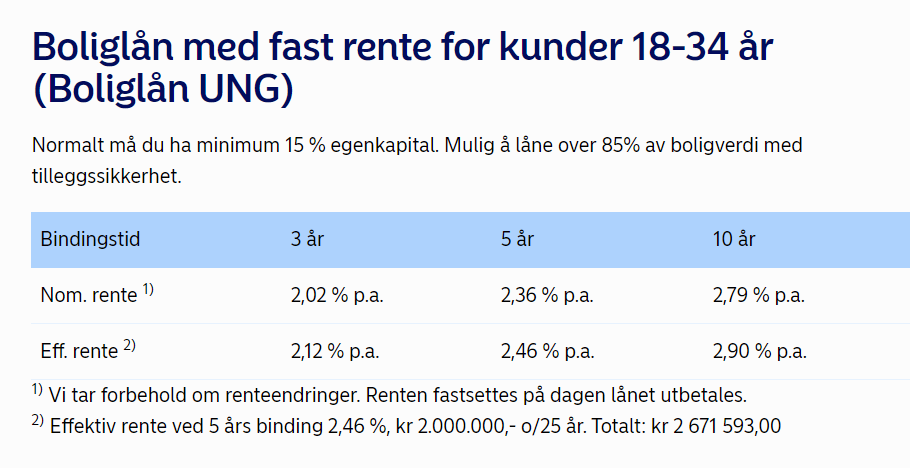 Boliglån med fast rente for kunder 18-34 år
(Boliglån UNG)
Normalt må du ha minimum 15 % egenkapital. Mulig å låne over 85% av boligverdi med
tilleggssikkerhet.
Bindingstid 3 år 5 år 10 år
Nom. rente 1) 2,02 % p.a. 2,36 % p.a. 2,79 % p.a.
Eff. rente 2) 2,12 % p.a. 2,46 % p.a. 2,90 % p.a.
1) Vi tar forbehold om renteendringer. Renten fastsettes på dagen lånet utbetales.
2) Effektiv rente ved 5 års binding 2,46 %, kr 2.000.000,- o/25 år. Totalt: kr 2 671 593,00